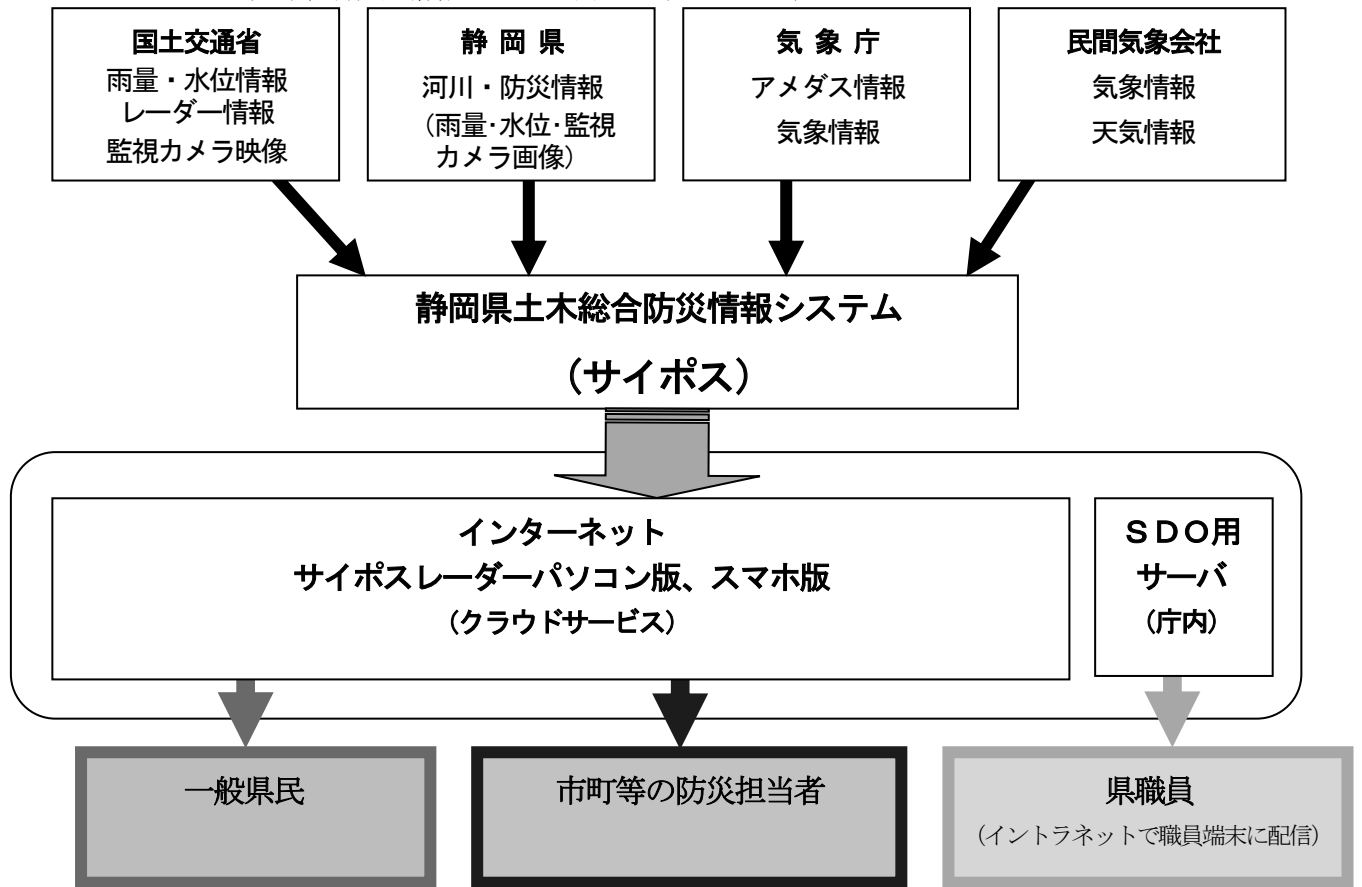 国土交通省
雨量・水位情報
レーダー情報
監視カメラ映像
静 岡 県
河川・防災情報
（雨量･水位･監視
カメラ画像）
気 象 庁
アメダス情報
気象情報
民間気象会社
気象情報
天気情報
静岡県土木総合防災情報システム
（サイポス）
インターネット
サイポスレーダーパソコン版、スマホ版
（クラウドサービス）
ＳＤＯ用
サーバ
（庁内）
一般県民
市町等の防災担当者
県職員
（イントラネットで職員端末に配信）